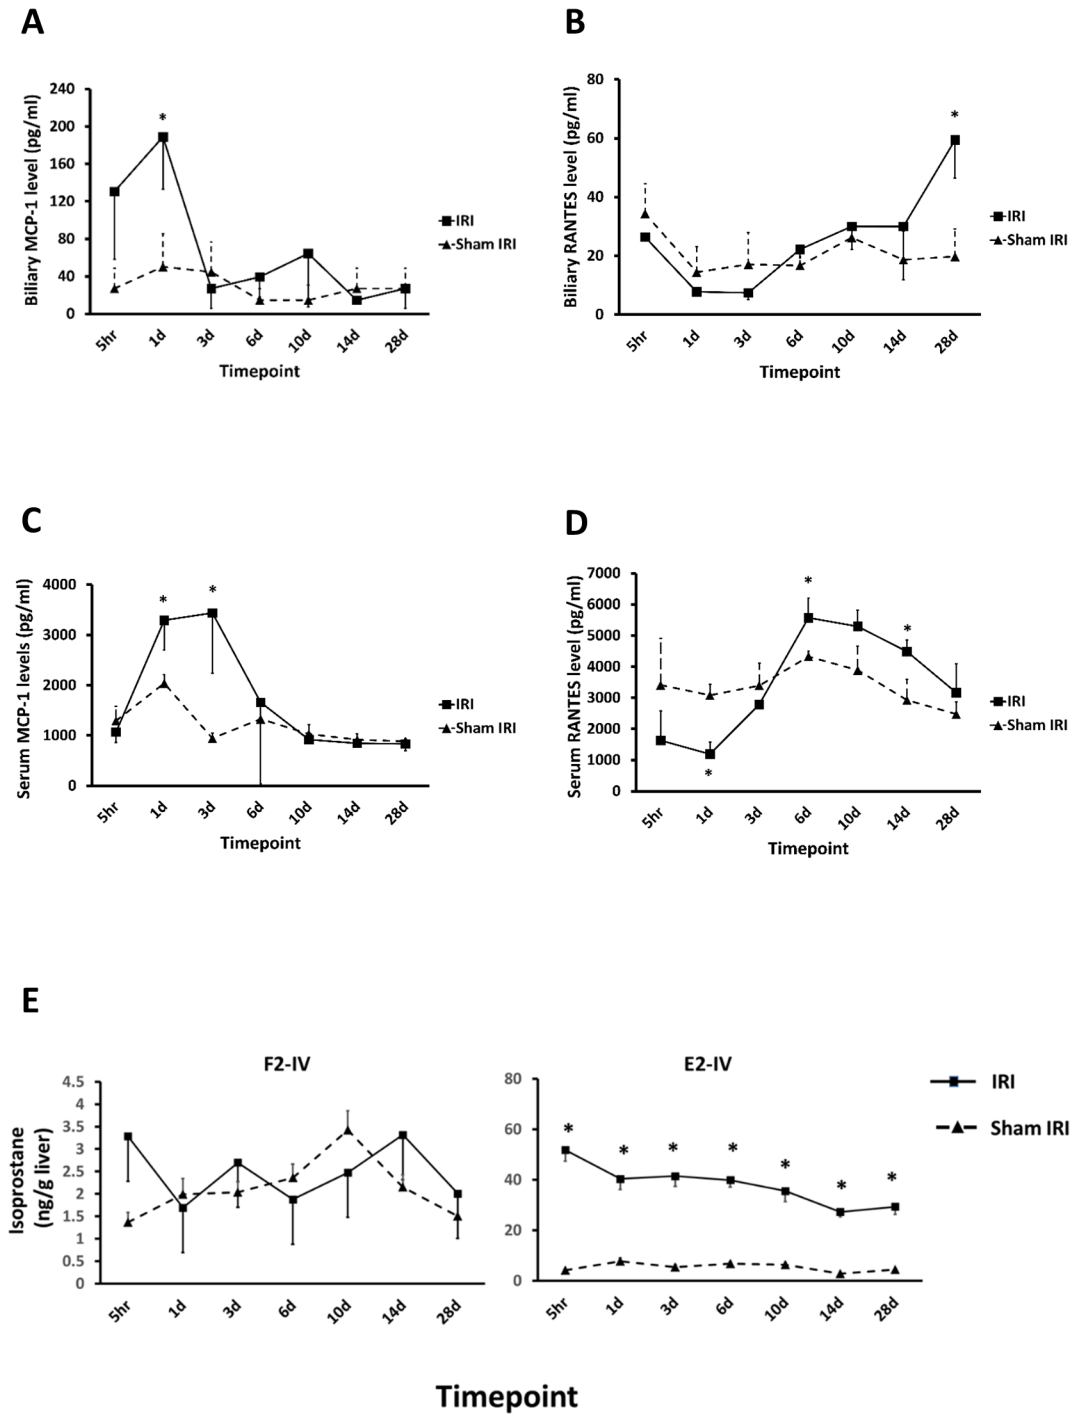 A
Biliary MCP-1 level (pg/ml)
240
200
160
120
80
40
0
*
5hr 1d 3d 6d 10d 14d 28d
Timepoint
IRI
Sham IRI
B
Biliary RANTES level (pg/ml)
80
60
40
20
0
*
5hr 1d 3d 6d 10d 14d 28d
Timepoint
IRI
Sham IRI
C
Serum MCP-1 levels (pg/ml)
4000
3000
2000
1000
0
* *
5hr 1d 3d 6d 10d 14d 28d
Timepoint
IRI
Sham IRI
D
Serum RANTES level (pg/ml)
7000
6000
5000
4000
3000
2000
1000
0
* * *
5hr 1d 3d 6d 10d 14d 28d
Timepoint
IRI
Sham IRI
E
F2-IV
Isoprostane
(ng/g liver)
4.5
4
3.5
3
2.5
2
1.5
1
0.5
0
5hr 1d 3d 6d 10d 14d 28d
E2-IV
80
60
40
20
0
* * * * * * *
5hr 1d 3d 6d 10d 14d 28d
IRI
Sham IRI
Timepoint